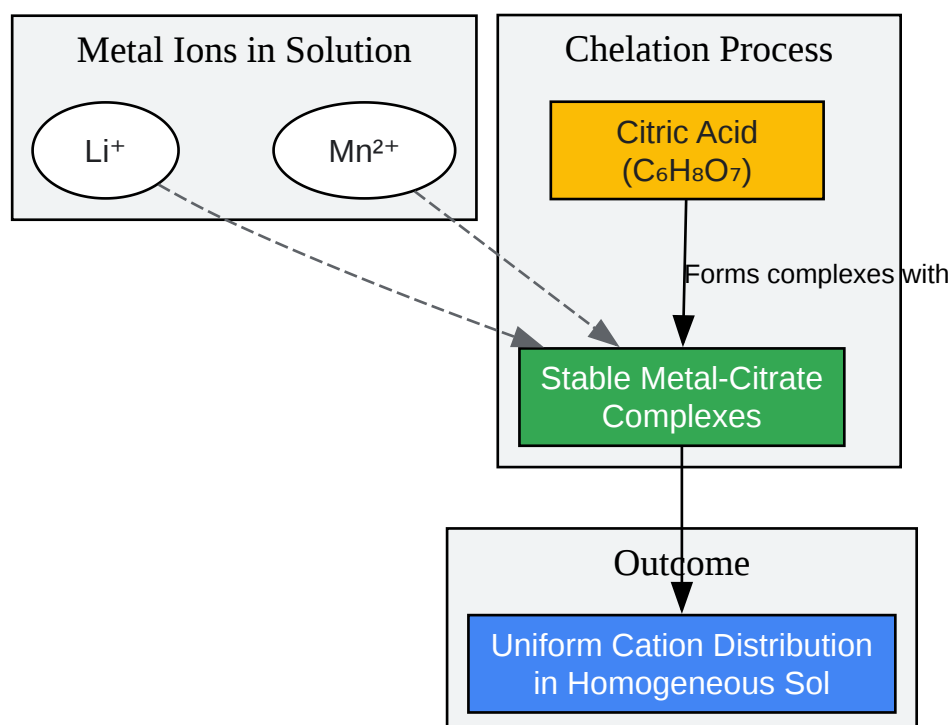 Metal Ions in Solution
Li⁺
Mn²⁺
Chelation Process
Citric Acid
(C₆H₈O₇)
Forms complexes with
Stable Metal-Citrate
Complexes
Outcome
Uniform Cation Distribution
in Homogeneous Sol